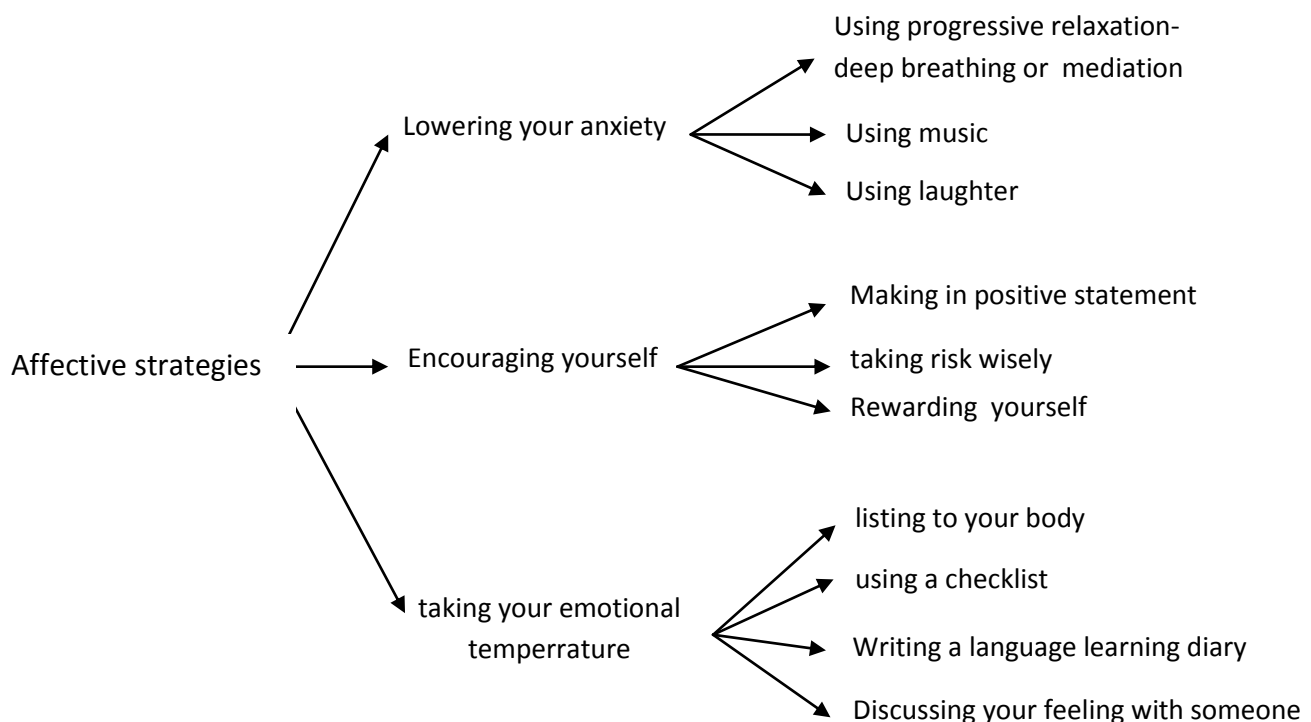 Using progressive relaxation-
deep breathing or  mediation
Lowering your anxiety
Using music
Using laughter
Making in positive statement
Affective strategies
Encouraging yourself
taking risk wisely
Rewarding  yourself
listing to your body
using a checklist
taking your emotional
temperrature
Writing a language learning diary
Discussing your feeling with someone